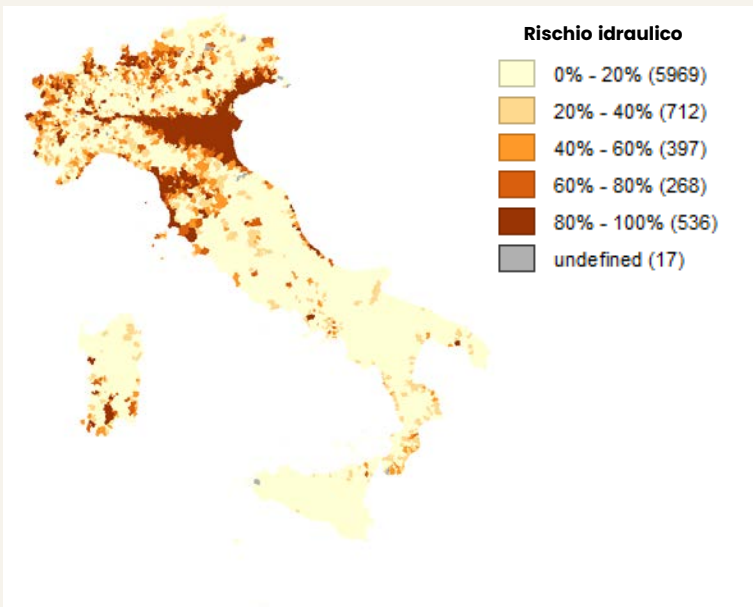 Rischio idraulico
0% - 20% (5969)
20% - 40% (712)
40% - 60% (397)
60% - 80% (268)
80% - 100% (536)
undefined (17)